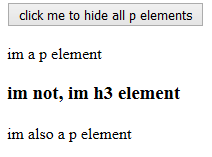 click me to hide all p elements
im a p element
im not, im h3 element
im also a p element